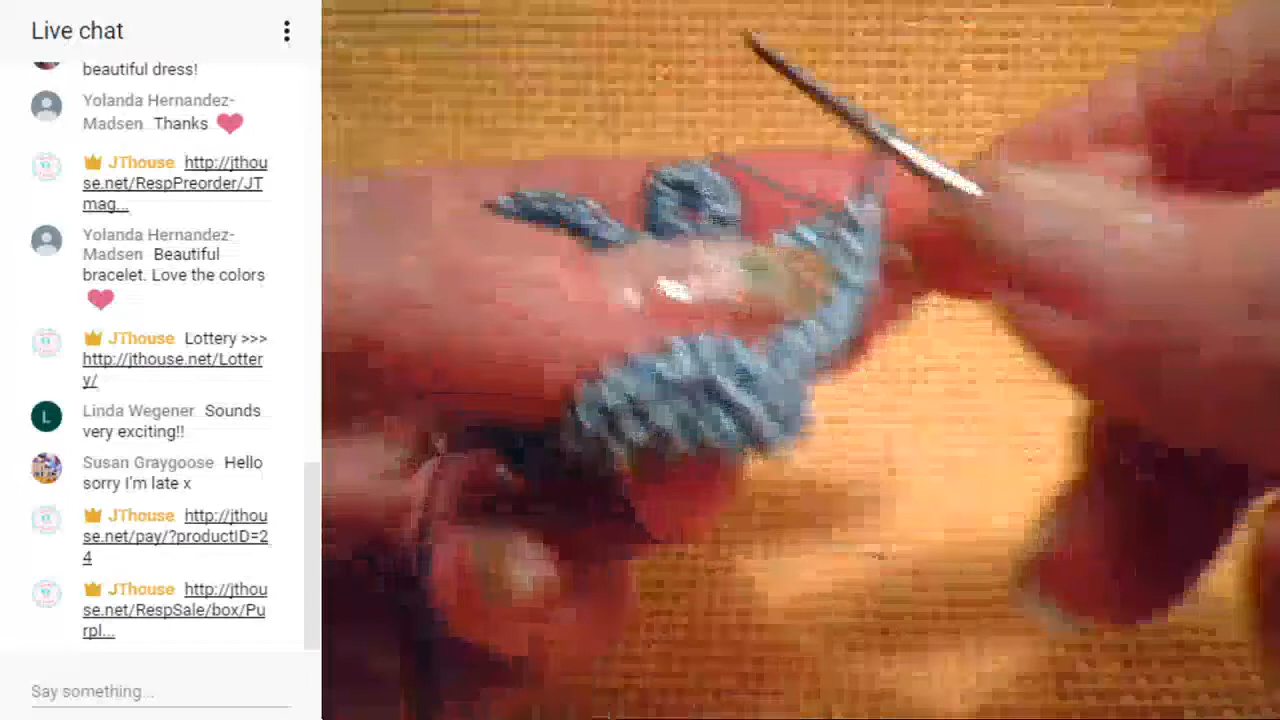 Live chat
beautiful dress!
Yolanda Hernandez-
Madsen Thanks
JThouse http://jthou
se.net/RespPreorder/JT
mag...
Yolanda Hernandez-
Madsen Beautiful
bracelet. Love the colors
JThouse Lottery >>>
http://jthouse.net/Lotter
y/
L
Linda Wegener Sounds
very exciting!!
Susan Graygoose Hello
sorry I'm late x
JThouse http://jthou
se.net/pay/?productID=2
4
JThouse http://jthou
se.net/RespSale/box/Pu
rpl...
Say something...